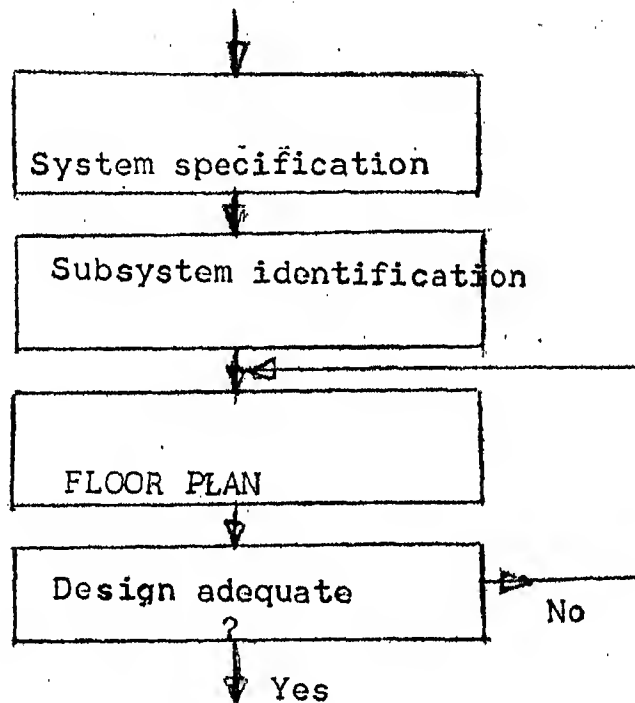 System specification
Subsystem identification
FLOOR PLAN
Design adequate
?
No
Yes